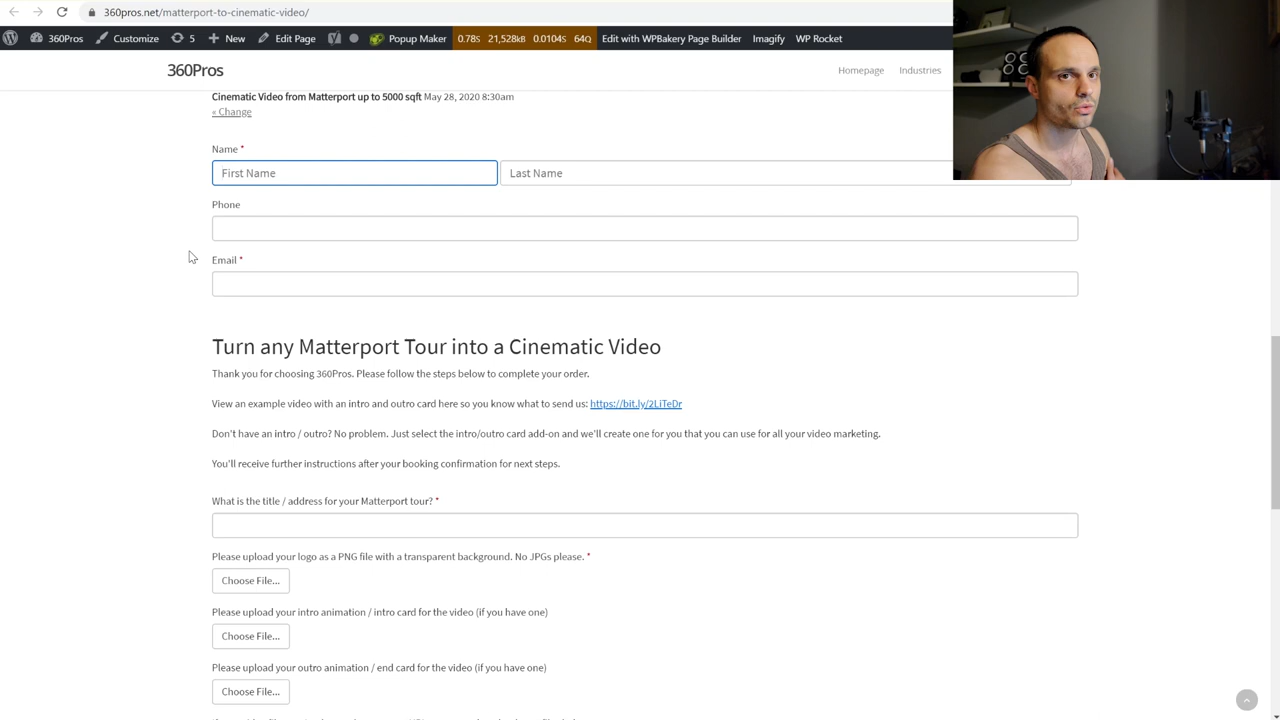 360pros.net/matterport-to-cinematic-video/
360Pros Customize 5 New Edit Page Popup Maker 0.78S 21,528kB 0.0104S 64Q Edit with WPBakery Page Builder Imagify WP Rocket
360Pros Homepage Industries
Cinematic Video from Matterport up to 5000 sqft May 28, 2020 8:30am
« Change
Name *
First Name Last Name
Phone
Email *
Turn any Matterport Tour into a Cinematic Video
Thank you for choosing 360Pros. Please follow the steps below to complete your order.
View an example video with an intro and outro card here so you know what to send us: https://bit.ly/2LiTeDr
Don't have an intro / outro? No problem. Just select the intro/outro card add-on and we'll create one for you that you can use for all your video marketing.
You'll receive further instructions after your booking confirmation for next steps.
What is the title / address for your Matterport tour? *
Please upload your logo as a PNG file with a transparent background. No JPGs please. *
Choose File...
Please upload your intro animation / intro card for the video (if you have one)
Choose File...
Please upload your outro animation / end card for the video (if you have one)
Choose File...